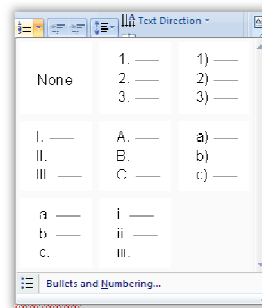 Text Direction
None
1.
2.
3.
1)
2)
3)
I.
II.
III.
A.
B.
C.
a)
b)
c)
a.
b.
c.
i.
ii.
iii.
Bullets and Numbering...